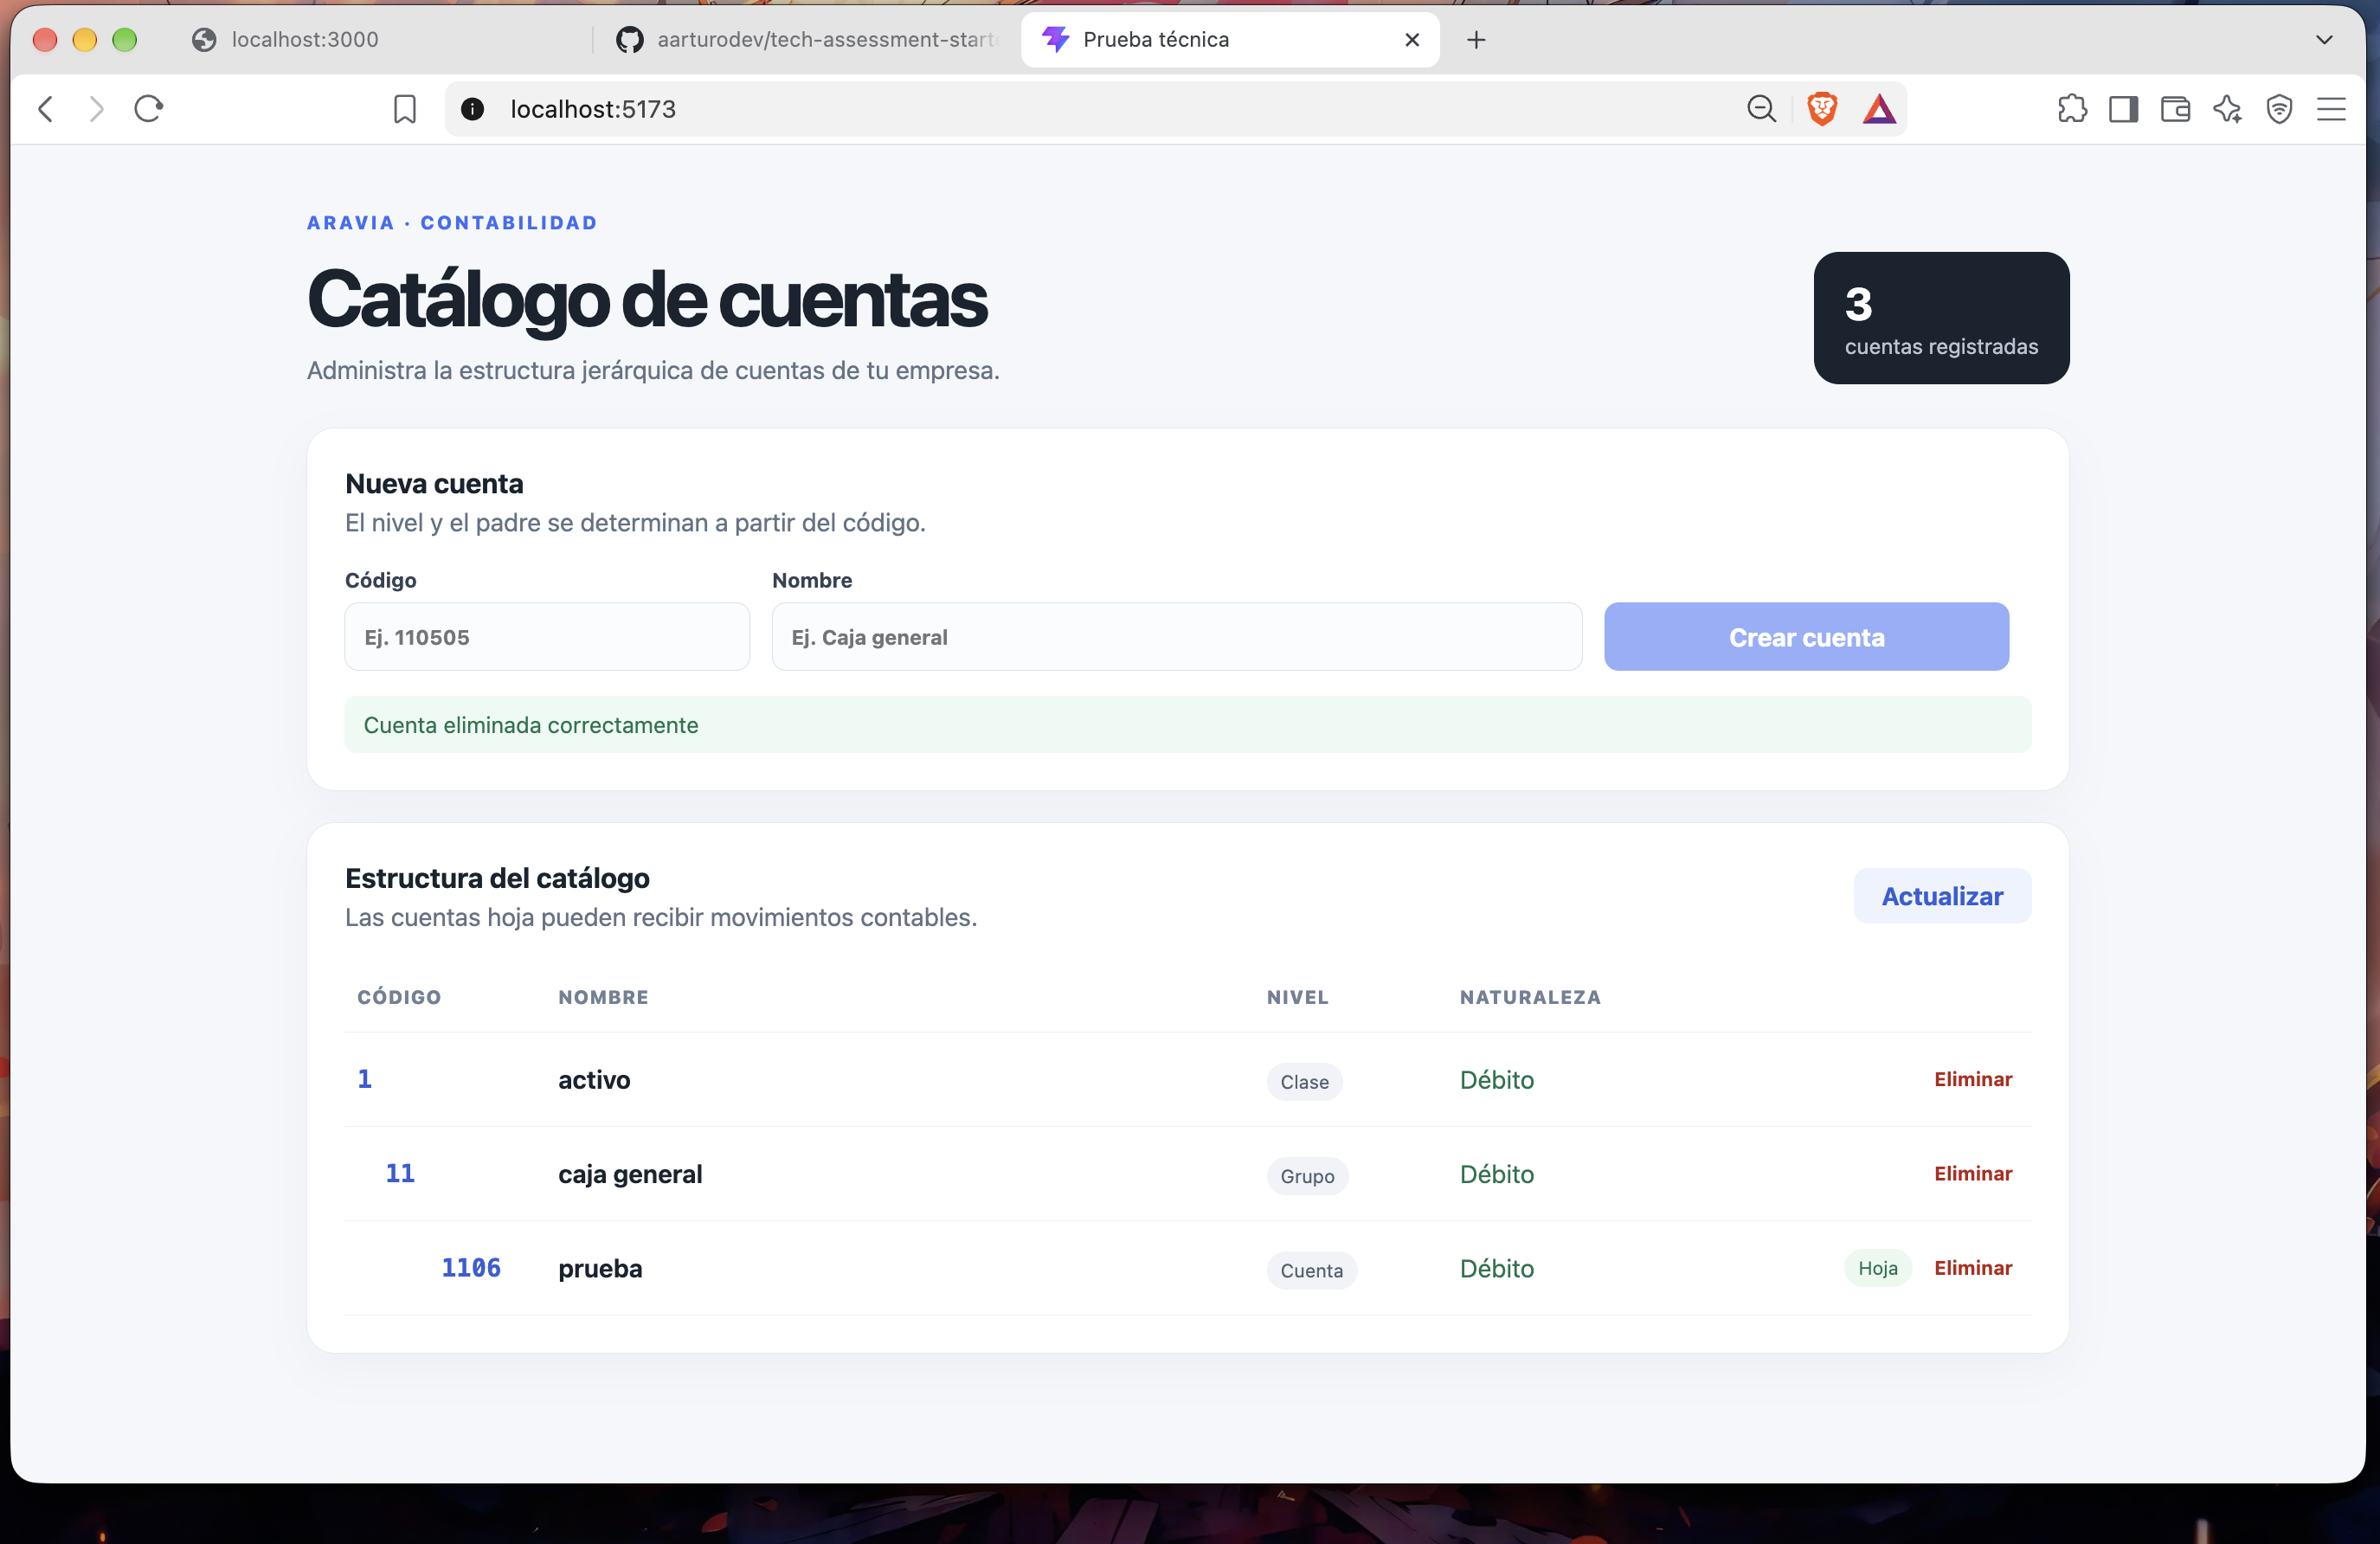 localhost:3000
aarturodev/tech-assessment-start
Prueba técnica
localhost:5173
ARAVIA · CONTABILIDAD
Catálogo de cuentas
Administra la estructura jerárquica de cuentas de tu empresa.
3
cuentas registradas
Nueva cuenta
El nivel y el padre se determinan a partir del código.
Código
Nombre
Ej. 110505
Ej. Caja general
Crear cuenta
Cuenta eliminada correctamente
Estructura del catálogo
Las cuentas hoja pueden recibir movimientos contables.
Actualizar
CÓDIGO NOMBRE NIVEL NATURALEZA
1 activo Clase Débito Eliminar
11 caja general Grupo Débito Eliminar
1106 prueba Cuenta Débito Hoja Eliminar